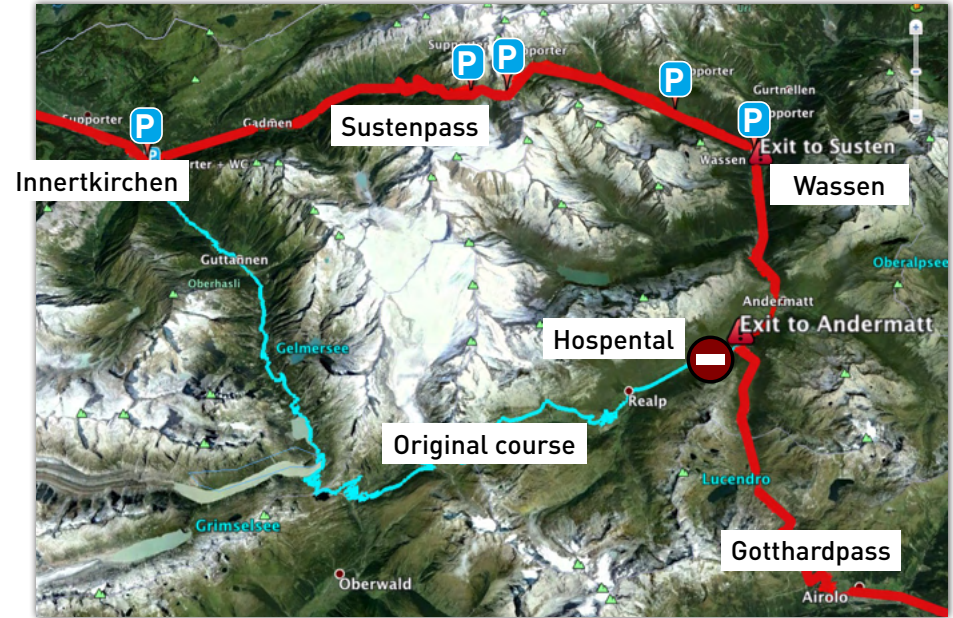 Supporter
P
P
Supporter
P
Supporter
P
Gurtnellen
Supporter
Supporter
P
P
Gadmen
Sustenpass
Exit to Susten
Wassen
Wassen
+ WC
Innertkirchen
Guttannen
Oberhasli
Oberalpsee
Andermatt
Exit to Andermatt
Hospental
Gelmersee
Realp
Original course
Lucendro
Grimselsee
Gotthardpass
Oberwald
Airolo